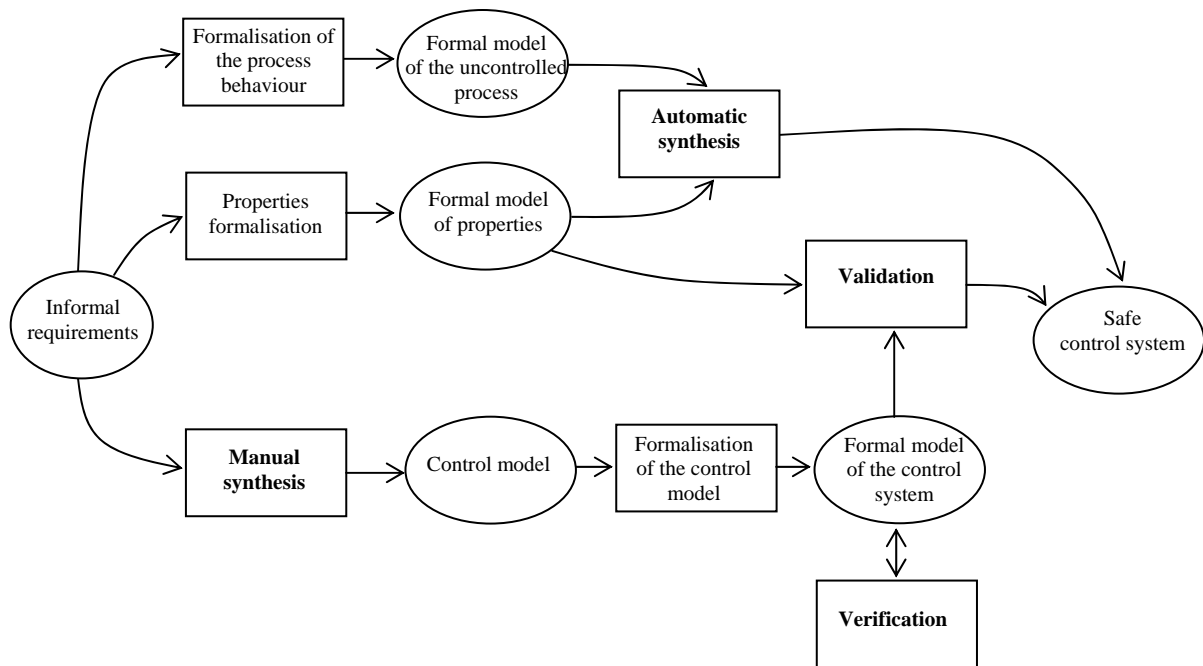 Formalisation of
the process
behaviour
Formal model
of the uncontrolled
process
Automatic
synthesis
Properties
formalisation
Formal model
of properties
Validation
Informal
requirements
Safe
control system
Manual
synthesis
Control model
Formalisation
of the control
model
Formal model
of the control
system
Verification